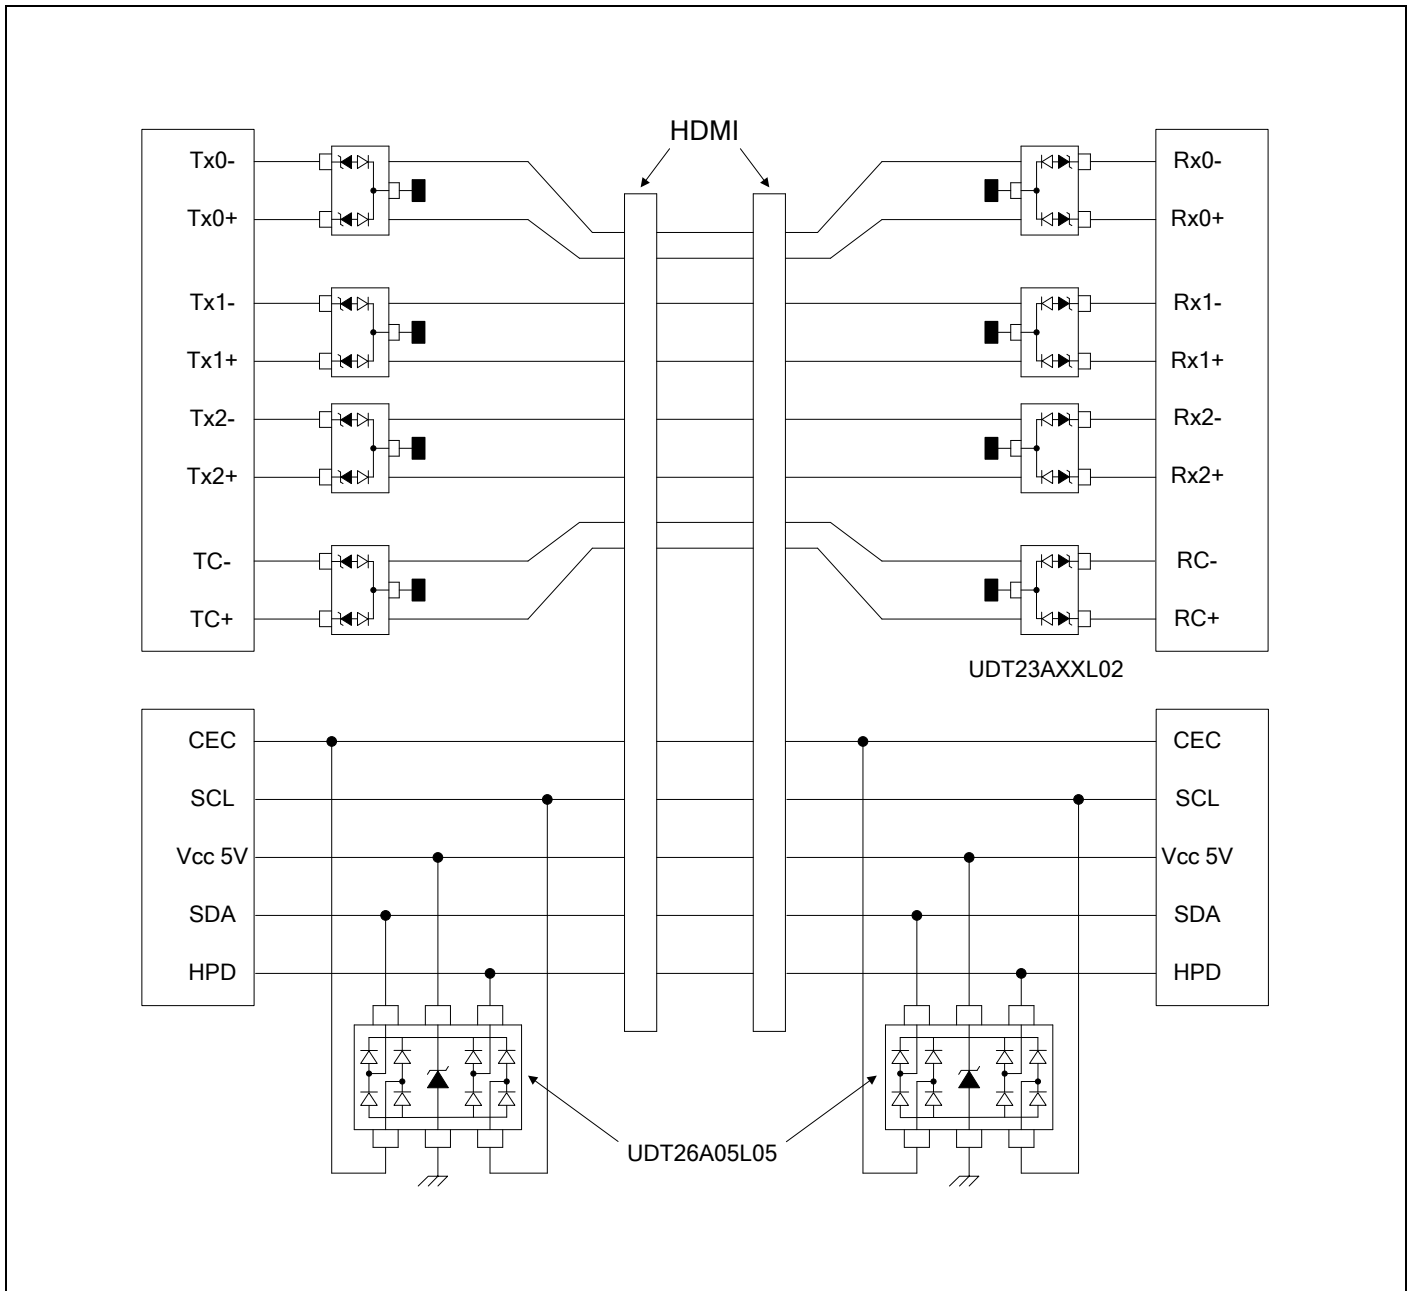 HDMI
Tx0-
Tx0+
Tx1-
Tx1+
Tx2-
Tx2+
TC-
TC+
Rx0-
Rx0+
Rx1-
Rx1+
Rx2-
Rx2+
RC-
RC+
UDT23AXXL02
CEC
SCL
Vcc 5V
SDA
HPD
CEC
SCL
Vcc 5V
SDA
HPD
UDT26A05L05